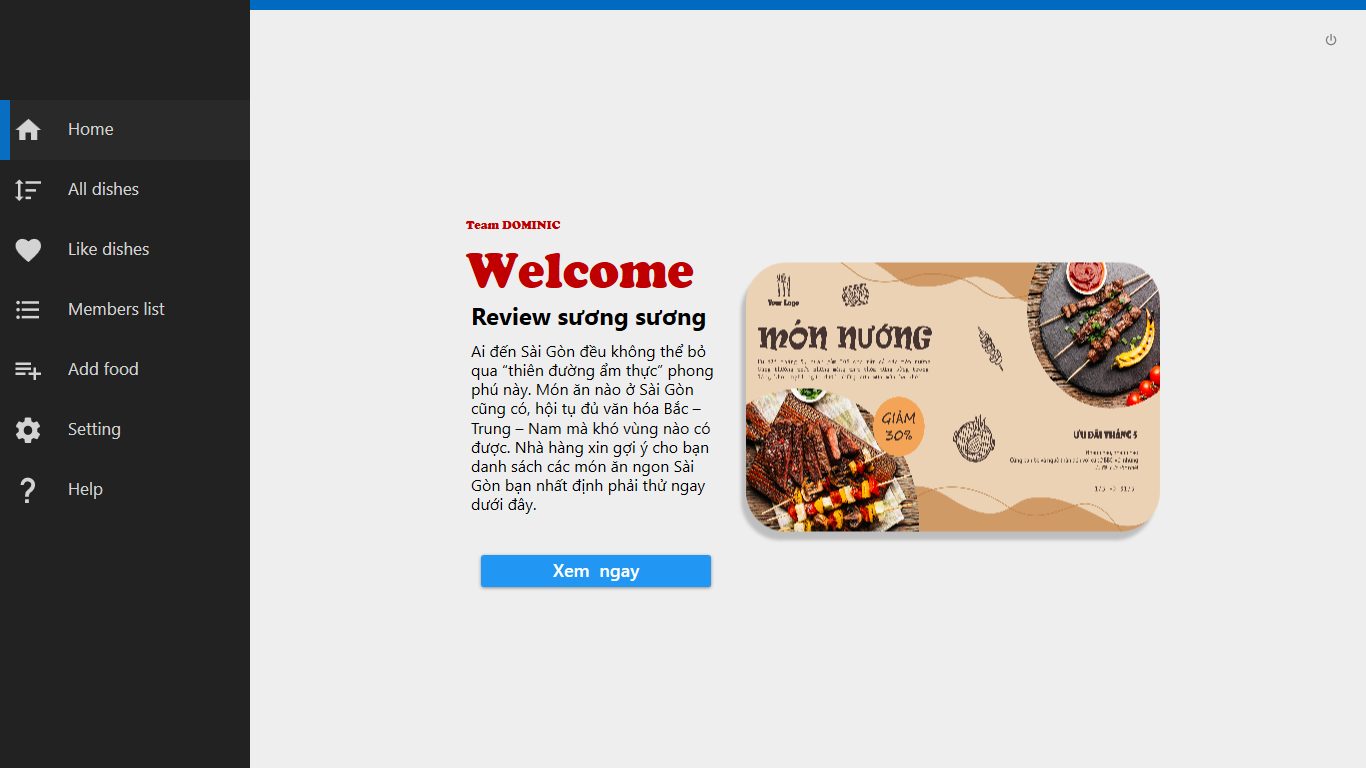 Home
All dishes
Like dishes
Members list
Add food
Setting
Help
Team DOMINIC
Welcome
Review sương sương
Ai đến Sài Gòn đều không thể bỏ
qua “thiên đường ẩm thực” phong
phú này. Món ăn nào ở Sài Gòn
cũng có, hội tụ đủ văn hóa Bắc –
Trung – Nam mà khó vùng nào có
được. Nhà hàng xin gợi ý cho bạn
danh sách các món ăn ngon Sài
Gòn bạn nhất định phải thử ngay
dưới đây.
Xem ngay
Your Logo
MÓN NƯỚNG
GIẢM
30%
ƯU ĐÃI THÁNG 5